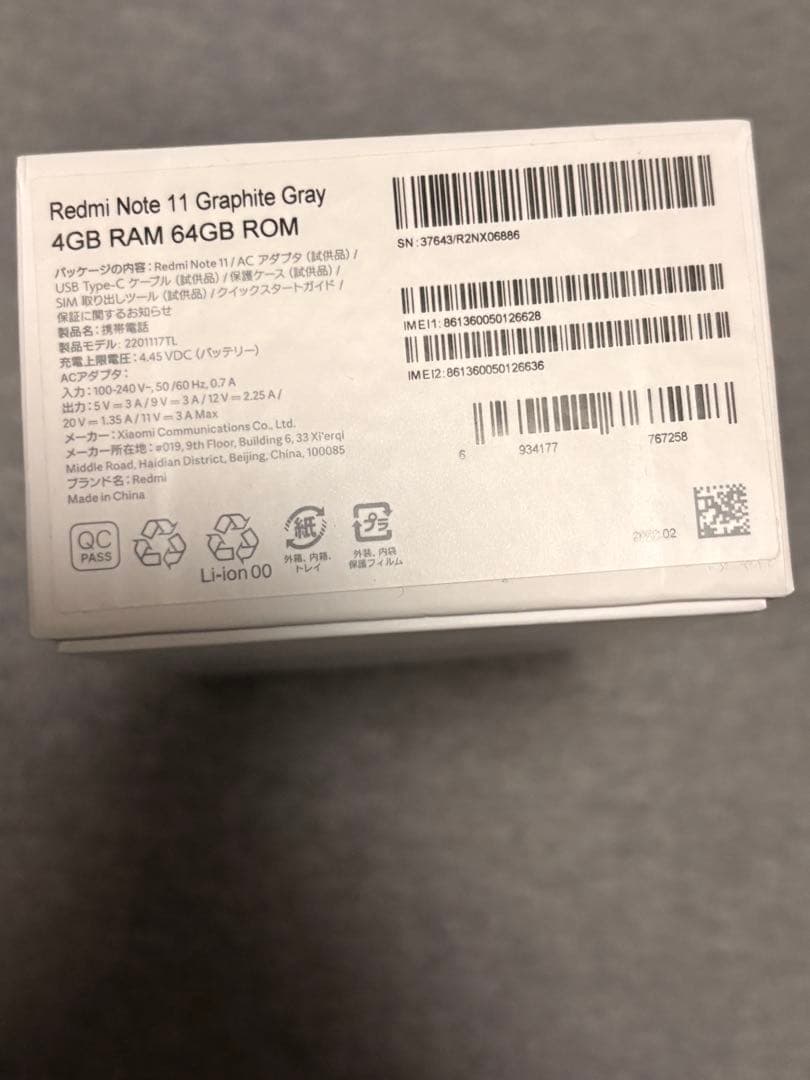 Redmi Note 11 Graphite Gray
4GB RAM 64GB ROM
パッケージの内容：Redmi Note 11 / AC アダプタ（試供品）/
USB Type-C ケーブル（試供品）/ 保護ケース（試供品）/
SIM 取り出しツール（試供品）/ クイックスタートガイド /
保証に関するお知らせ
製品名：携帯電話
製品モデル: 2201117TL
充電上限電圧：4.45 VDC（バッテリー）
ACアダプタ：
入力：100-240 V~, 50 /60 Hz, 0.7 A
出力：5 V⎓3 A / 9 V⎓3 A / 12 V⎓2.25 A /
20 V⎓1.35 A / 11 V⎓3 A Max
メーカー：Xiaomi Communications Co., Ltd.
メーカー所在地：#019, 9th Floor, Building 6, 33 Xi'erqi
Middle Road, Haidian District, Beijing, China, 100085
ブランド名：Redmi
Made in China
QC
PASS
Li-ion 00
紙
外箱、内箱、
トレイ
プラ
外装、内袋
保護フィルム
SN : 37643/R2NX06886
IMEI1: 861360050126628
IMEI2: 861360050126636
6 934177 767258